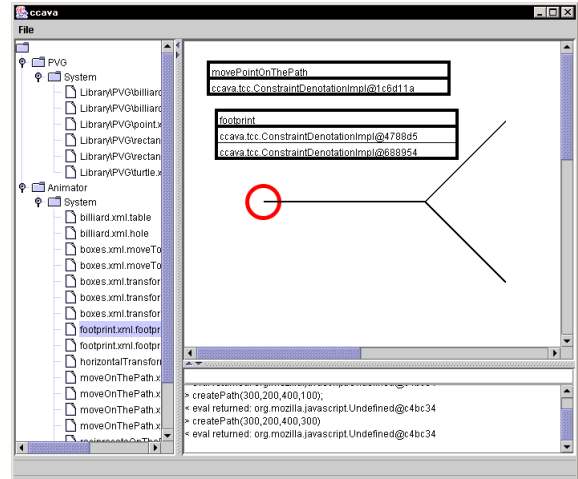 ccava
File
PVG
System
Library\PVG\billiard
Library\PVG\billiard
Library\PVG\point.x
Library\PVG\rectan
Library\PVG\rectan
Library\PVG\turtle.x
Animator
System
billiard.xml.table
billiard.xml.hole
boxes.xml.moveTo
boxes.xml.moveTo
boxes.xml.transfor
boxes.xml.transfor
boxes.xml.transfor
footprint.xml.footpr
footprint.xml.footpr
horizontalTransforr
moveOnThePath.x
moveOnThePath.x
moveOnThePath.x
moveOnThePath.x
movePointOnThePath
ccava.tcc.ConstraintDenotationImpl@1c6d11a
footprint
ccava.tcc.ConstraintDenotationImpl@4788d5
ccava.tcc.ConstraintDenotationImpl@688954
> createPath(300,200,400,100);
< eval returned: org.mozilla.javascript.Undefined@c4bc34
> createPath(300,200,400,300)
< eval returned: org.mozilla.javascript.Undefined@c4bc34